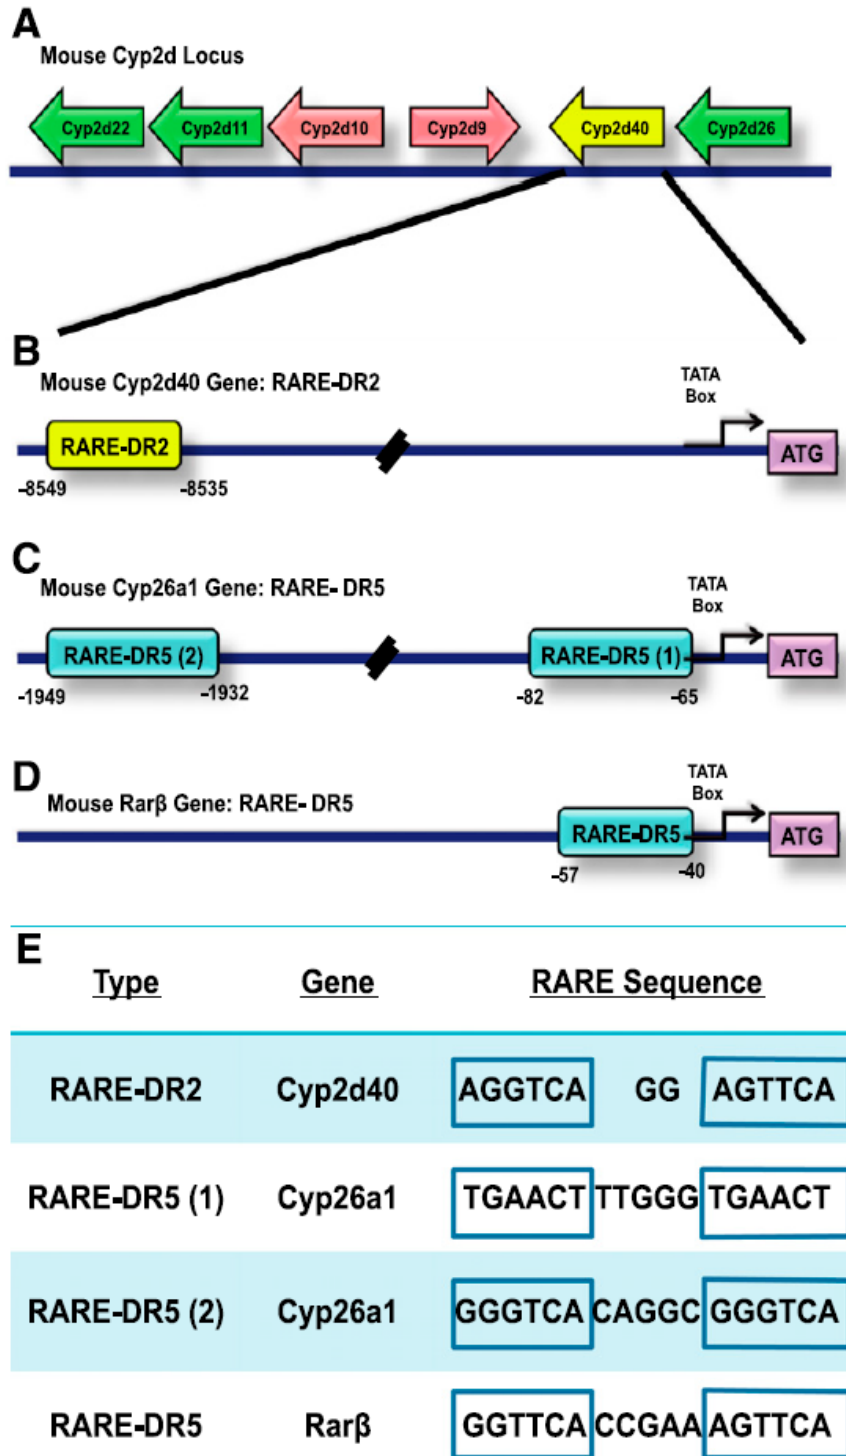 A
Mouse Cyp2d Locus
Cyp2d22 Cyp2d11 Cyp2d10 Cyp2d9 Cyp2d40 Cyp2d26
B
Mouse Cyp2d40 Gene: RARE-DR2
TATA
Box
RARE-DR2
ATG
-8549 -8535
C
Mouse Cyp26a1 Gene: RARE- DR5
TATA
Box
RARE-DR5 (2) RARE-DR5 (1) ATG
-1949 -1932 -82 -65
D
Mouse Rarβ Gene: RARE- DR5
TATA
Box
RARE-DR5 ATG
-57 -40
E
Type Gene RARE Sequence
RARE-DR2 Cyp2d40 AGGTCA GG AGTTCA
RARE-DR5 (1) Cyp26a1 TGAACT TTGGG TGAACT
RARE-DR5 (2) Cyp26a1 GGGTCA CAGGC GGGTCA
RARE-DR5 Rarβ GGTTCA CCGAA AGTTCA